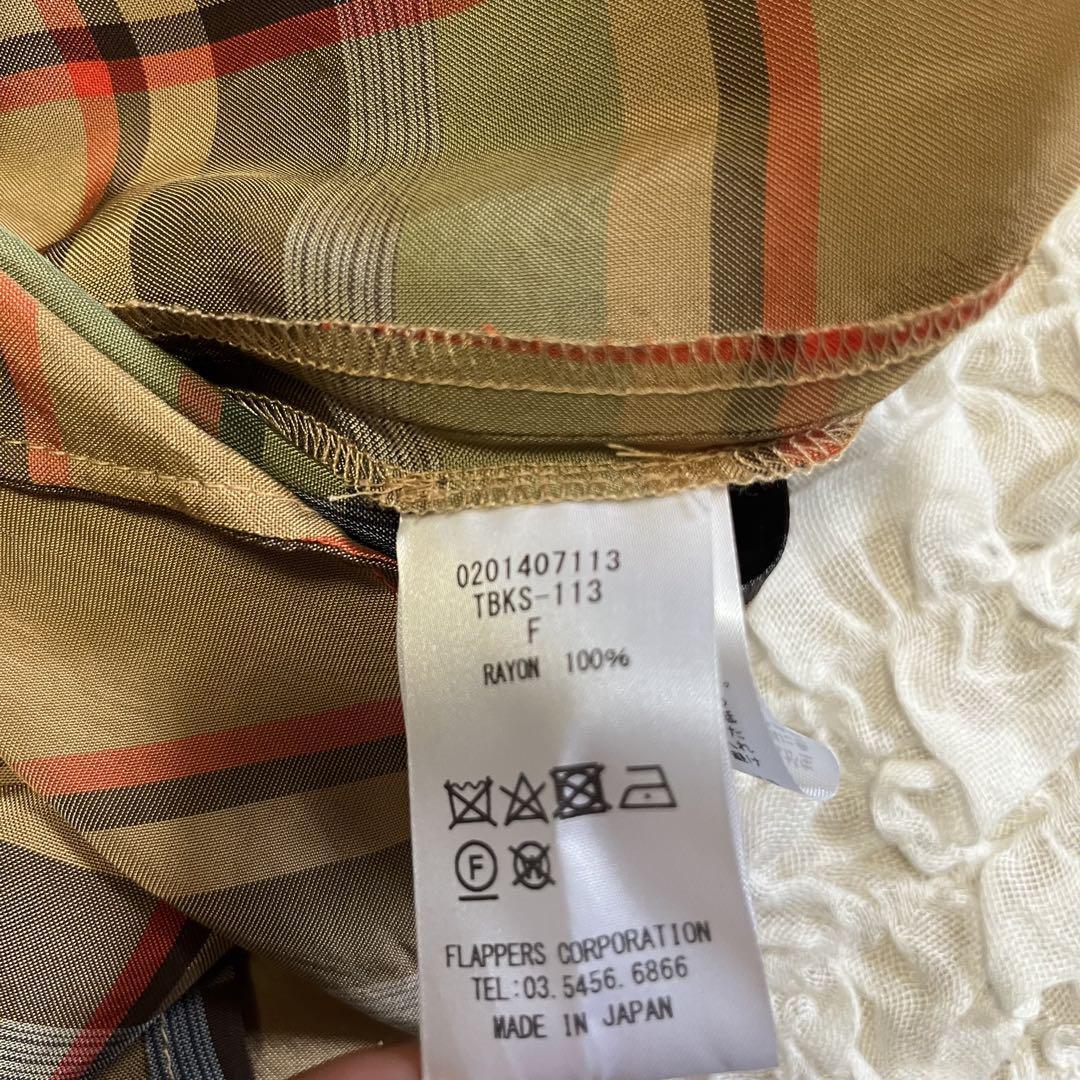 0201407113
TBKS-113
F
RAYON 100%
F
FLAPPERS CORPORATION
TEL:03.5456.6866
MADE IN JAPAN